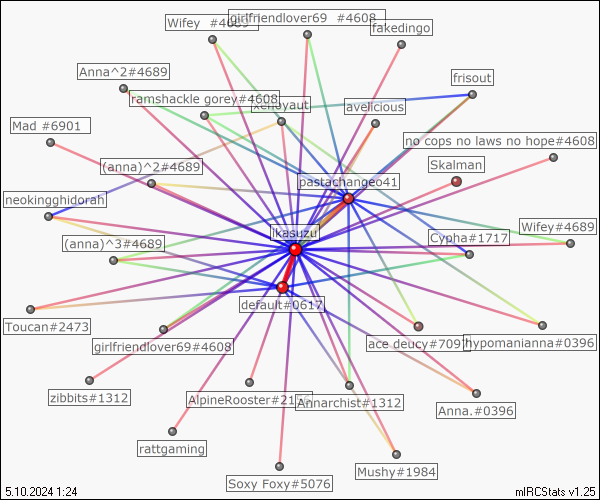 Wifey #4689
girlfriendlover69 #4608
fakedingo
Anna^2#4689
frisout
ramshackle gorey#4608
avelicious
Mad #6901
no cops no laws no hope#4608
(anna)^2#4689
Skalman
pastachange041
neokingghidorah
ikasuzu
Wifey#4689
(anna)^3#4689
Cypha#1717
default#0617
Toucan#2473
girlfriendlover69#4608
ace deucy#7097
hypomanianna#0396
zibbits#1312
AlpineRooster#21
Annarchist#1312
Anna.#0396
rattgaming
Soxy Foxy#5076
Mushy#1984
5.10.2024 1:24
mIRCStats v1.25